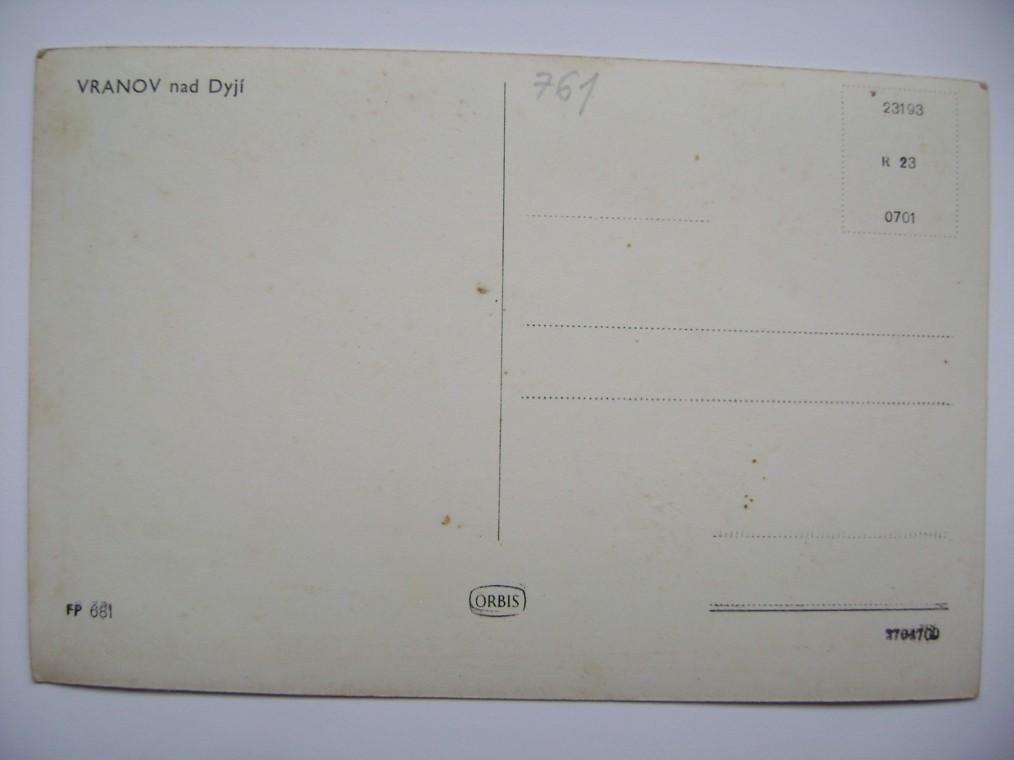 VRANOV nad Dyjí
761
23193
R 23
0701
FP 681
ORBIS